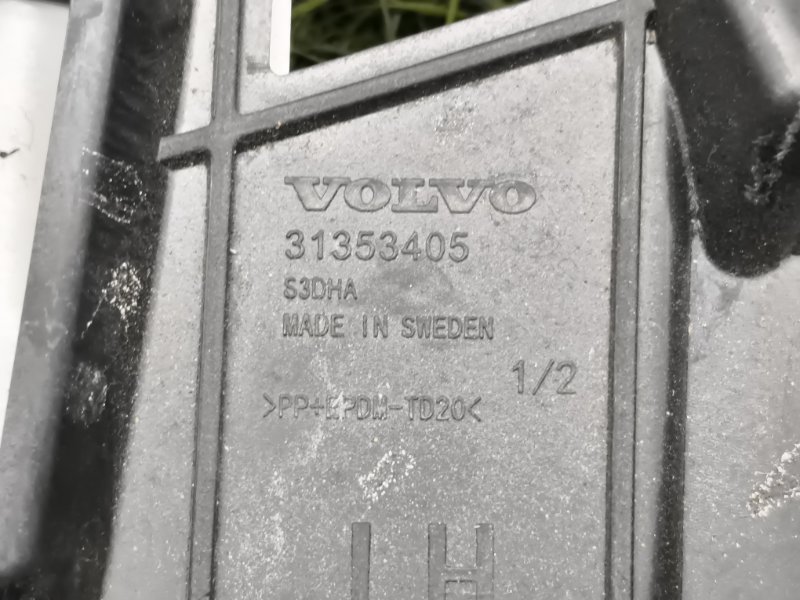 VOLVO
31353405
S3DHA
MADE IN SWEDEN
1/2
>PP+EPDM-TD20<
LH